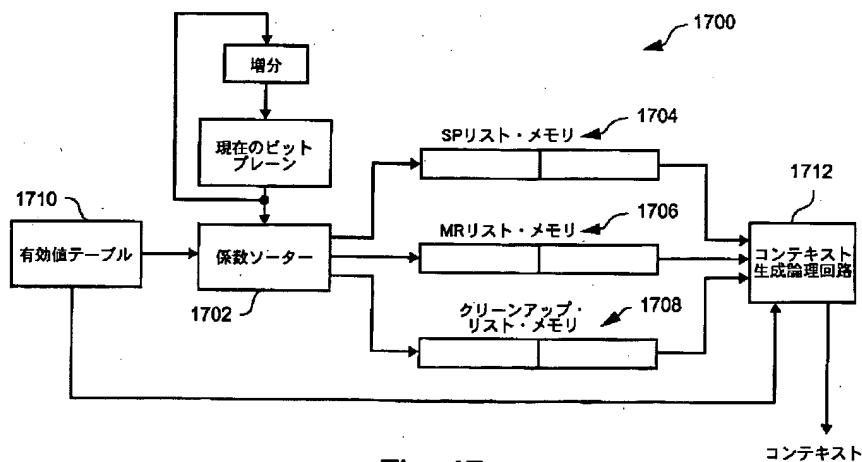 1700
増分
現在のビット
プレーン
SPリスト・メモリ
1704
1710
有効値テーブル
係数ソーター
1702
MRリスト・メモリ
1706
クリーンアップ・
リスト・メモリ
1708
1712
コンテキスト
生成論理回路
コンテキスト